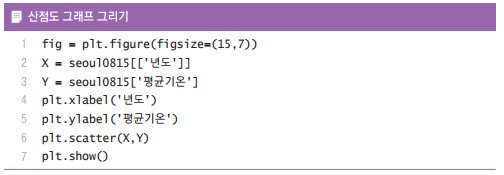 산점도 그래프 그리기
1 fig = plt.figure(figsize=(15,7))
2 X = seoul0815[['년도']]
3 Y = seoul0815['평균기온']
4 plt.xlabel('년도')
5 plt.ylabel('평균기온')
6 plt.scatter(X,Y)
7 plt.show()